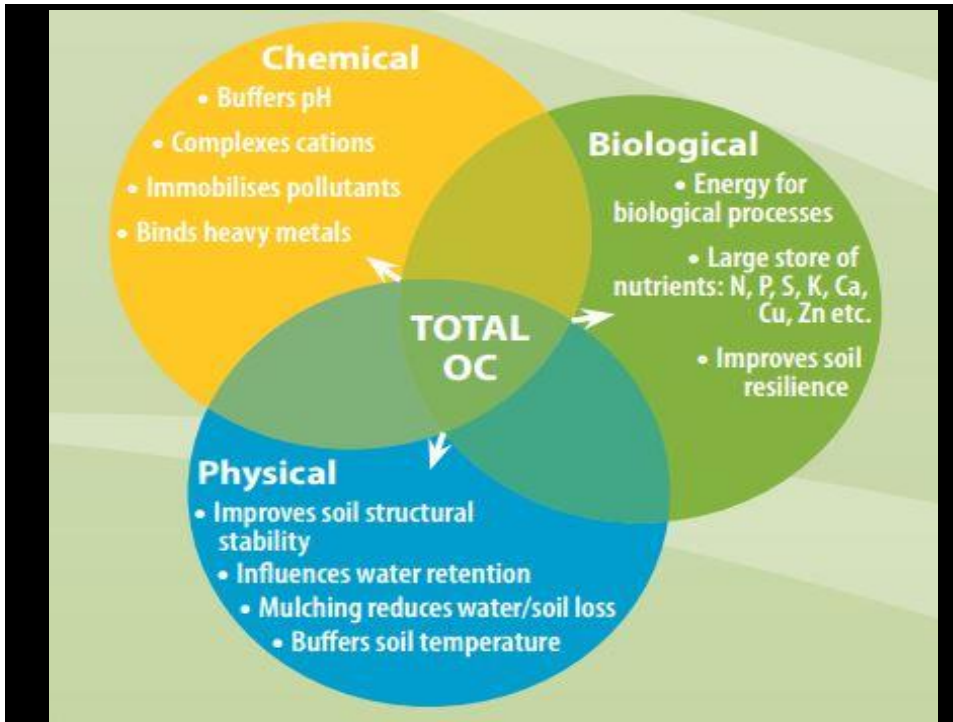 Chemical
• Buffers pH
• Complexes cations
• Immobilises pollutants
• Binds heavy metals
Biological
• Energy for
biological processes
• Large store of
nutrients: N, P, S, K, Ca,
Cu, Zn etc.
• Improves soil
resilience
TOTAL
OC
Physical
• Improves soil structural
stability
• Influences water retention
• Mulching reduces water/soil loss
• Buffers soil temperature